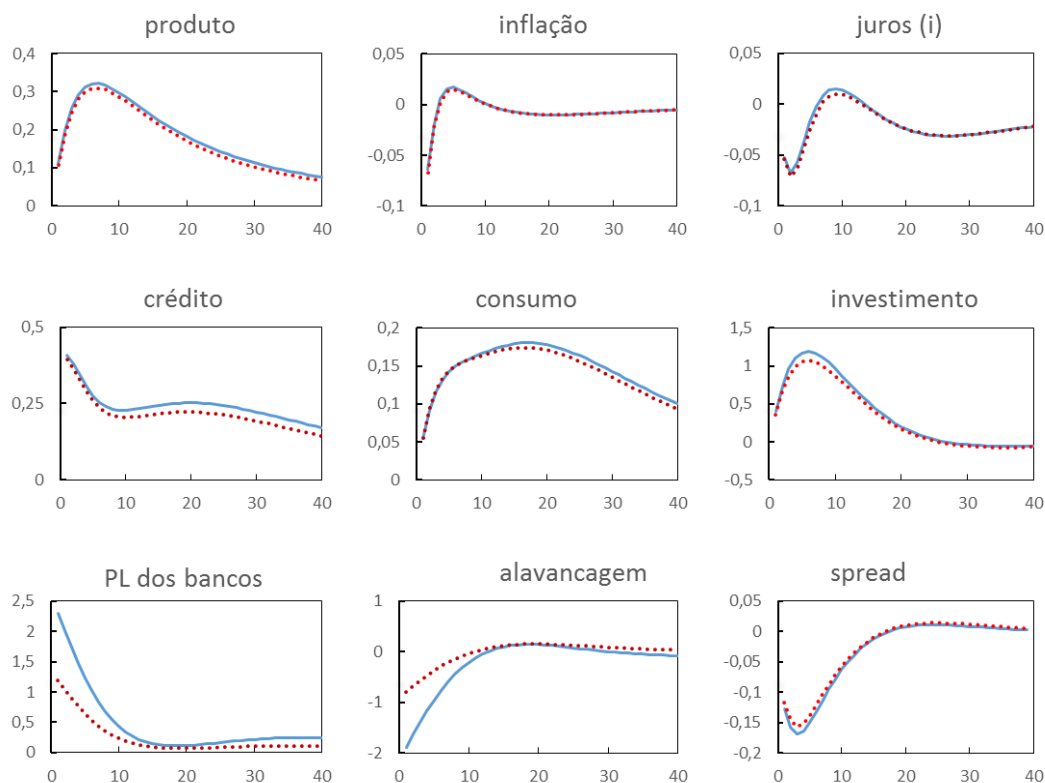 produto
0,4
0,3
0,2
0,1
0
0 10 20 30 40
inflação
0,05
0
-0,05
-0,1
0 10 20 30 40
juros (i)
0,05
0
-0,05
-0,1
0 10 20 30 40
crédito
0,5
0,25
0
0 10 20 30 40
consumo
0,2
0,15
0,1
0,05
0
0 10 20 30 40
investimento
1,5
1
0,5
0
-0,5
0 10 20 30 40
PL dos bancos
2,5
2
1,5
1
0,5
0
0 10 20 30 40
alavancagem
1
0
-1
-2
0 10 20 30 40
spread
0,05
0
-0,05
-0,1
-0,15
-0,2
0 10 20 30 40